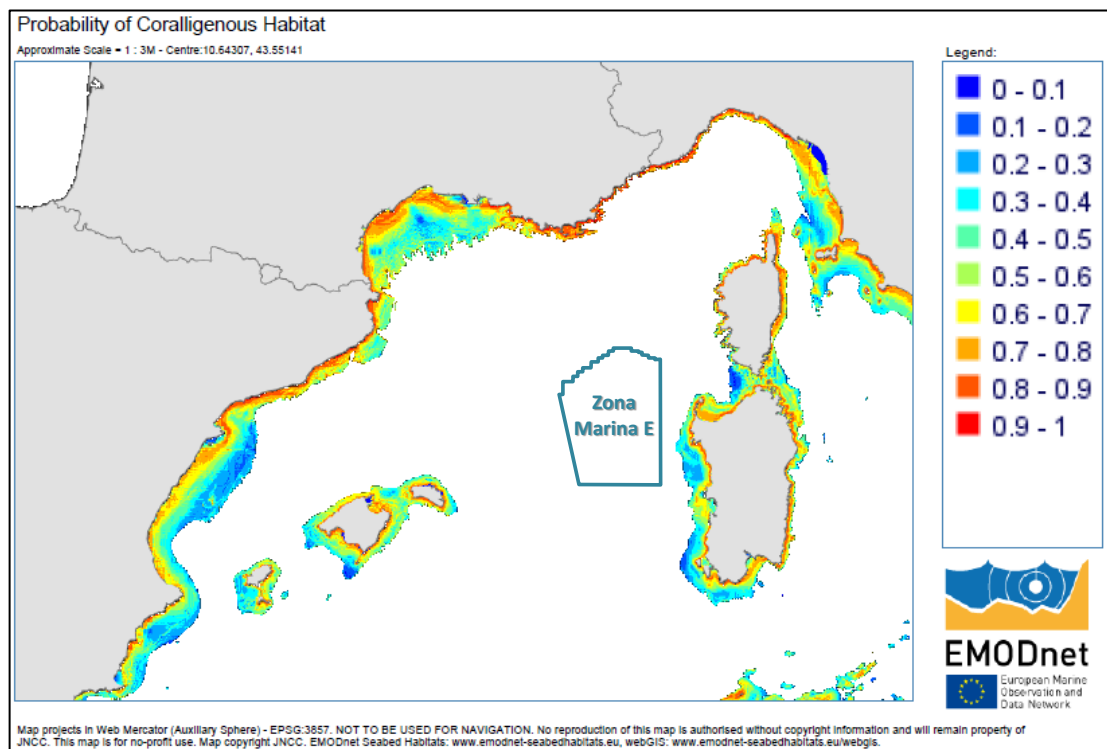 Probability of Coralligenous Habitat
Approximate Scale = 1 : 3M - Centre:10.64307, 43.55141
Legend:
0 - 0.1
0.1 - 0.2
0.2 - 0.3
0.3 - 0.4
0.4 - 0.5
0.5 - 0.6
0.6 - 0.7
0.7 - 0.8
0.8 - 0.9
0.9 - 1
Zona
Marina E
EMODnet
European Marine
Observation and
Data Network
Map projects in Web Mercator (Auxiliary Sphere) - EPSG:3857. NOT TO BE USED FOR NAVIGATION. No reproduction of this map is authorised without copyright information and will remain property of
JNCC. This map is for no-profit use. Map copyright JNCC. EMODnet Seabed Habitats: www.emodnet-seabedhabitats.eu, webGIS: www.emodnet-seabedhabitats.eu/webgis.